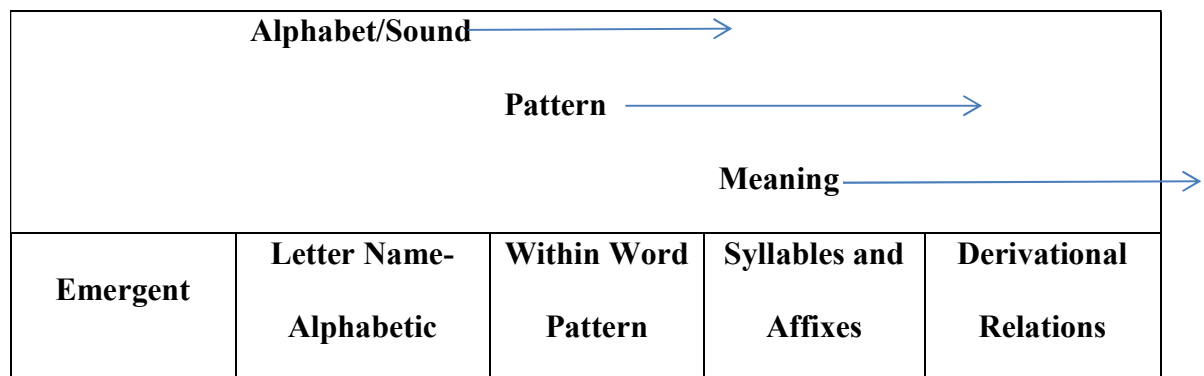 Alphabet/Sound
Pattern
Meaning
Emergent
Letter Name-
Alphabetic
Within Word
Pattern
Syllables and
Affixes
Derivational
Relations